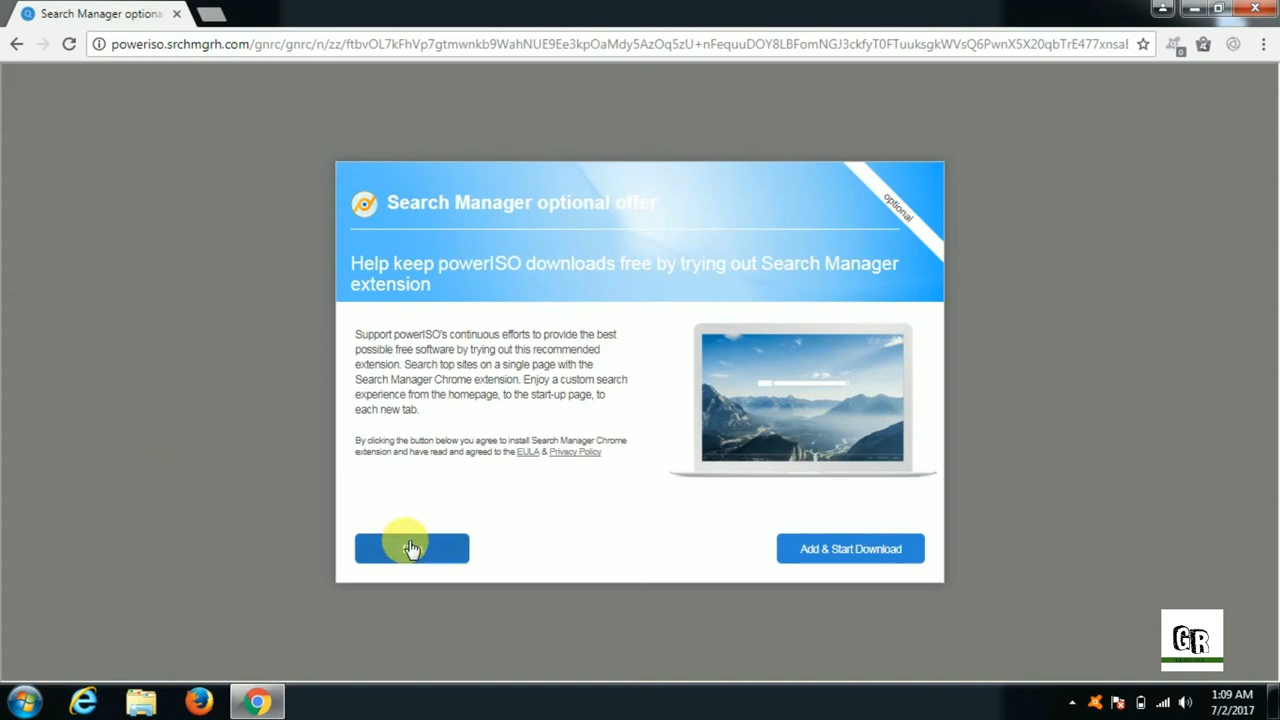 Search Manager optiona
poweriso.srchmgrh.com/gnrc/gnrc/n/zz/ftbvOL7kFhVp7gtmwnkb9WahNUE9Ee3kpOaMdy5AzOq5zU+nFequuDOY8LBFomNGJ3ckfyT0FTuuksgkWVsQ6PwnX5X20qbTrE477xnsaE
0
Search Manager optional offer
optional
Help keep powerISO downloads free by trying out Search Manager
extension
Support powerISO's continuous efforts to provide the best
possible free software by trying out this recommended
extension. Search top sites on a single page with the
Search Manager Chrome extension. Enjoy a custom search
experience from the homepage, to the start-up page, to
each new tab.
By clicking the button below you agree to install Search Manager Chrome
extension and have read and agreed to the EULA & Privacy Policy
Add & Start Download
GR
1:09 AM
7/2/2017